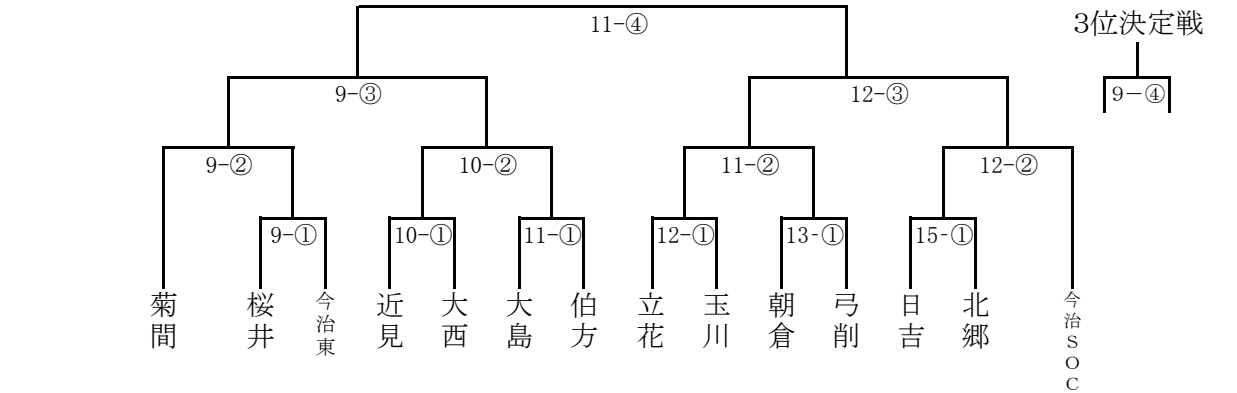 11-④
3位決定戦
9-③
12-③
9－④
9-②
10-②
11-②
12-②
9-①
10-①
11-①
12-①
13-①
15-①
菊間
桜井
今治東
近見
大西
大島
伯方
立花
玉川
朝倉
弓削
日吉
北郷
今治SOC